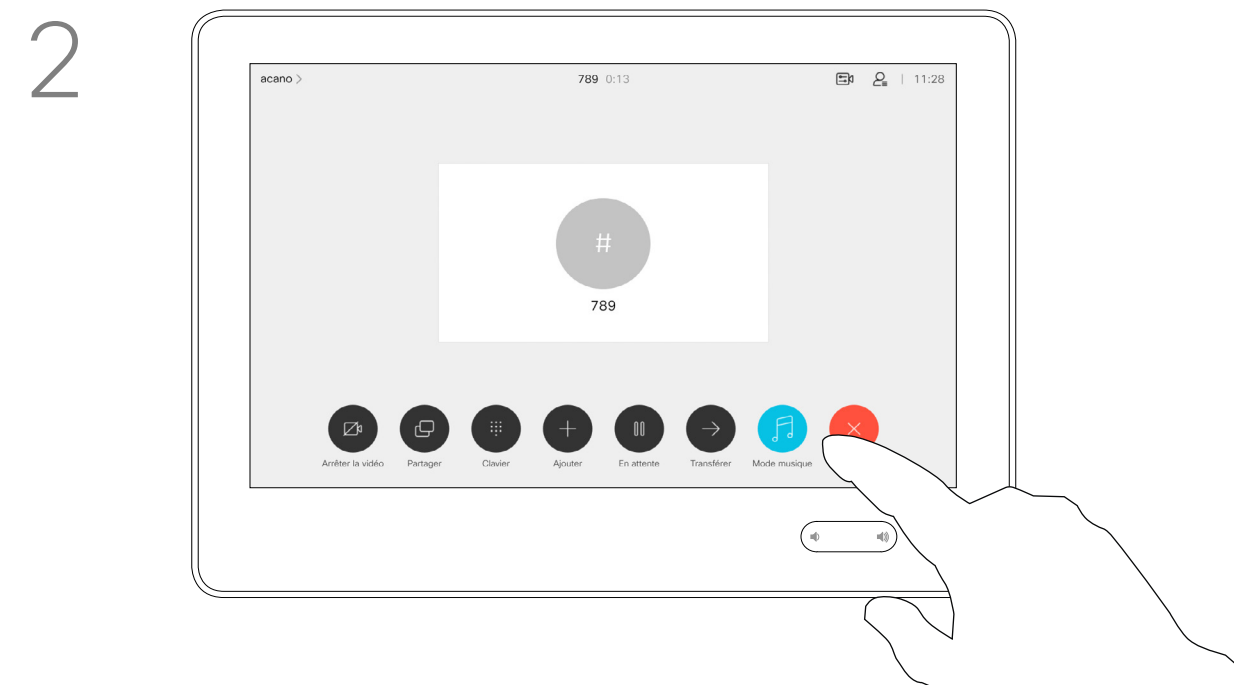 2
acano >
789 0:13
11:28
#
789
Arrêter la vidéo
Partager
Clavier
Ajouter
En attente
Transférer
Mode musique